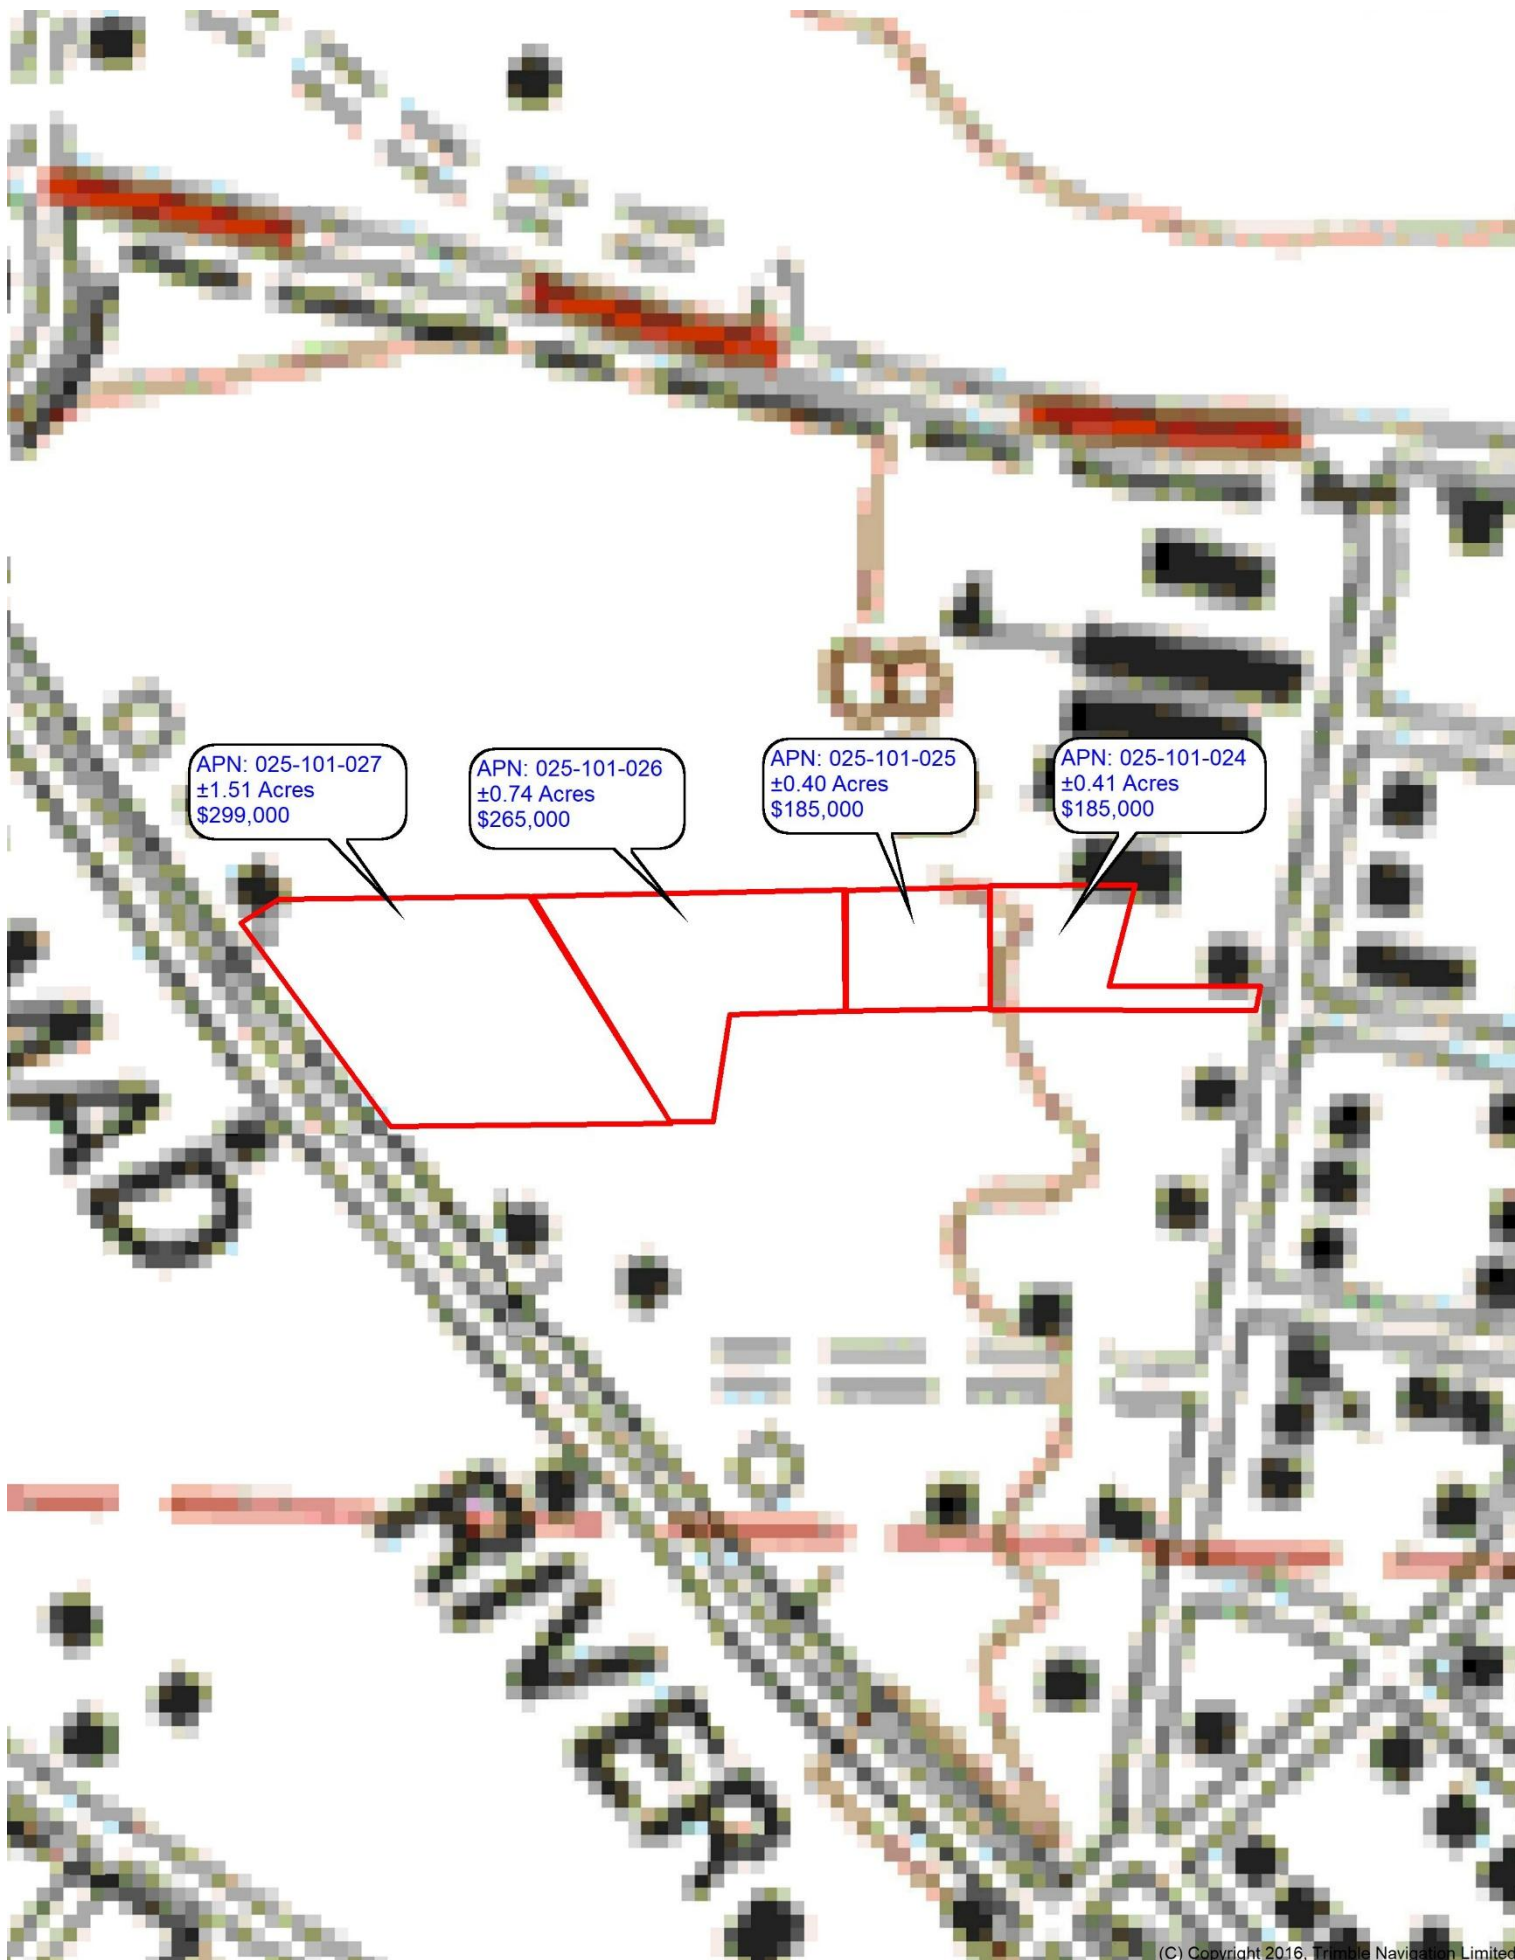 APN: 025-101-027
±1.51 Acres
$299,000
APN: 025-101-026
±0.74 Acres
$265,000
APN: 025-101-025
±0.40 Acres
$185,000
APN: 025-101-024
±0.41 Acres
$185,000
(C) Copyright 2016, Trimble Navigation Limited